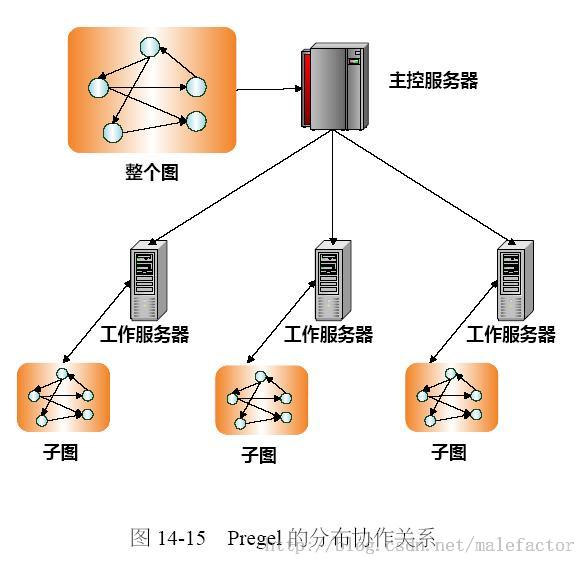 主控服务器
整个图
工作服务器
工作服务器
工作服务器
子图
子图
子图
图 14-15 Pregel 的分布协作关系
http://blog.csdn.net/malefactor